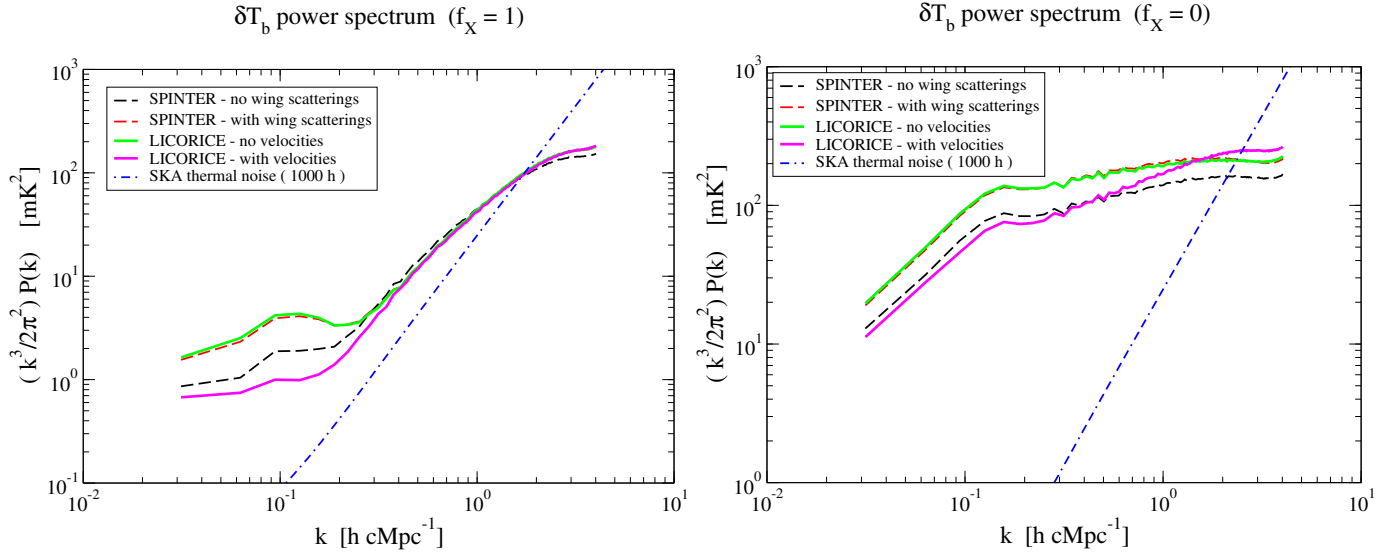 δT_b power spectrum (f_X = 1)
10^3
10^2
10^1
10^0
10^-1
(k^3/2π^2) P(k) [mK^2]
SPINTER - no wing scatterings
SPINTER - with wing scatterings
LICORICE - no velocities
LICORICE - with velocities
SKA thermal noise ( 1000 h )
10^-2 10^-1 10^0 10^1
k [h cMpc^-1]
δT_b power spectrum (f_X = 0)
10^3
10^2
10^1
10^0
(k^3/2π^2) P(k) [mK^2]
SPINTER - no wing scatterings
SPINTER - with wing scatterings
LICORICE - no velocities
LICORICE - with velocities
SKA thermal noise ( 1000 h )
10^-2 10^-1 10^0 10^1
k [h cMpc^-1]